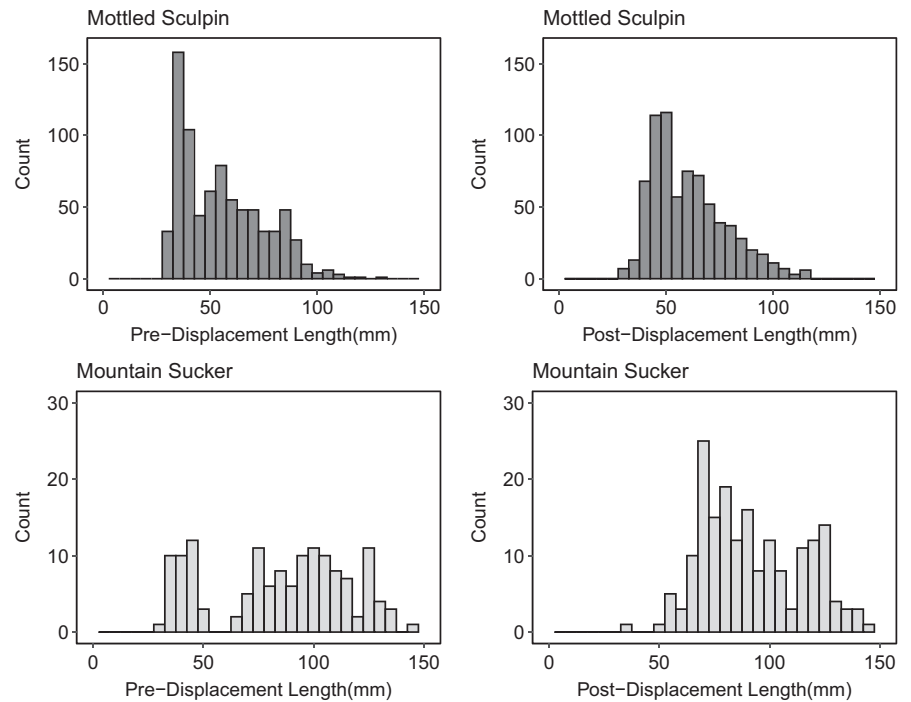 Mottled Sculpin
Mottled Sculpin
Count
150
100
50
0
0 50 100 150
Pre−Displacement Length(mm)
Count
150
100
50
0
0 50 100 150
Post−Displacement Length(mm)
Mountain Sucker
Mountain Sucker
Count
30
20
10
0
0 50 100 150
Pre−Displacement Length(mm)
Count
30
20
10
0
0 50 100 150
Post−Displacement Length(mm)